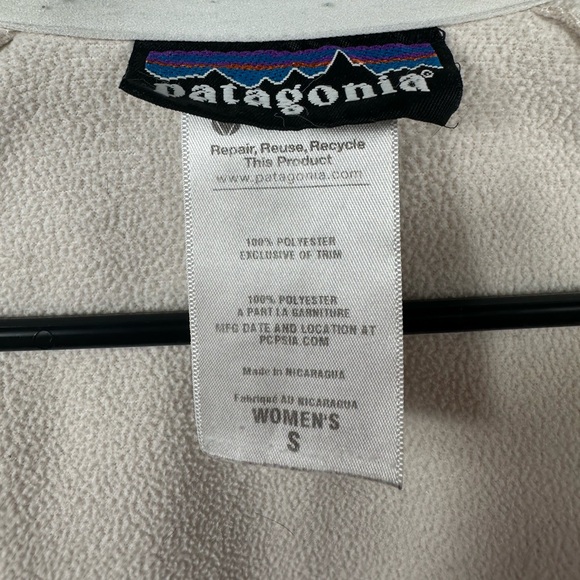 patagonia®
Repair, Reuse, Recycle
This Product
www.patagonia.com
100% POLYESTER
EXCLUSIVE OF TRIM
100% POLYESTER
A PART LA GARNITURE
MFG DATE AND LOCATION AT
PCPSIA.COM
Made in NICARAGUA
Fabriqué AU NICARAGUA
WOMEN'S
S